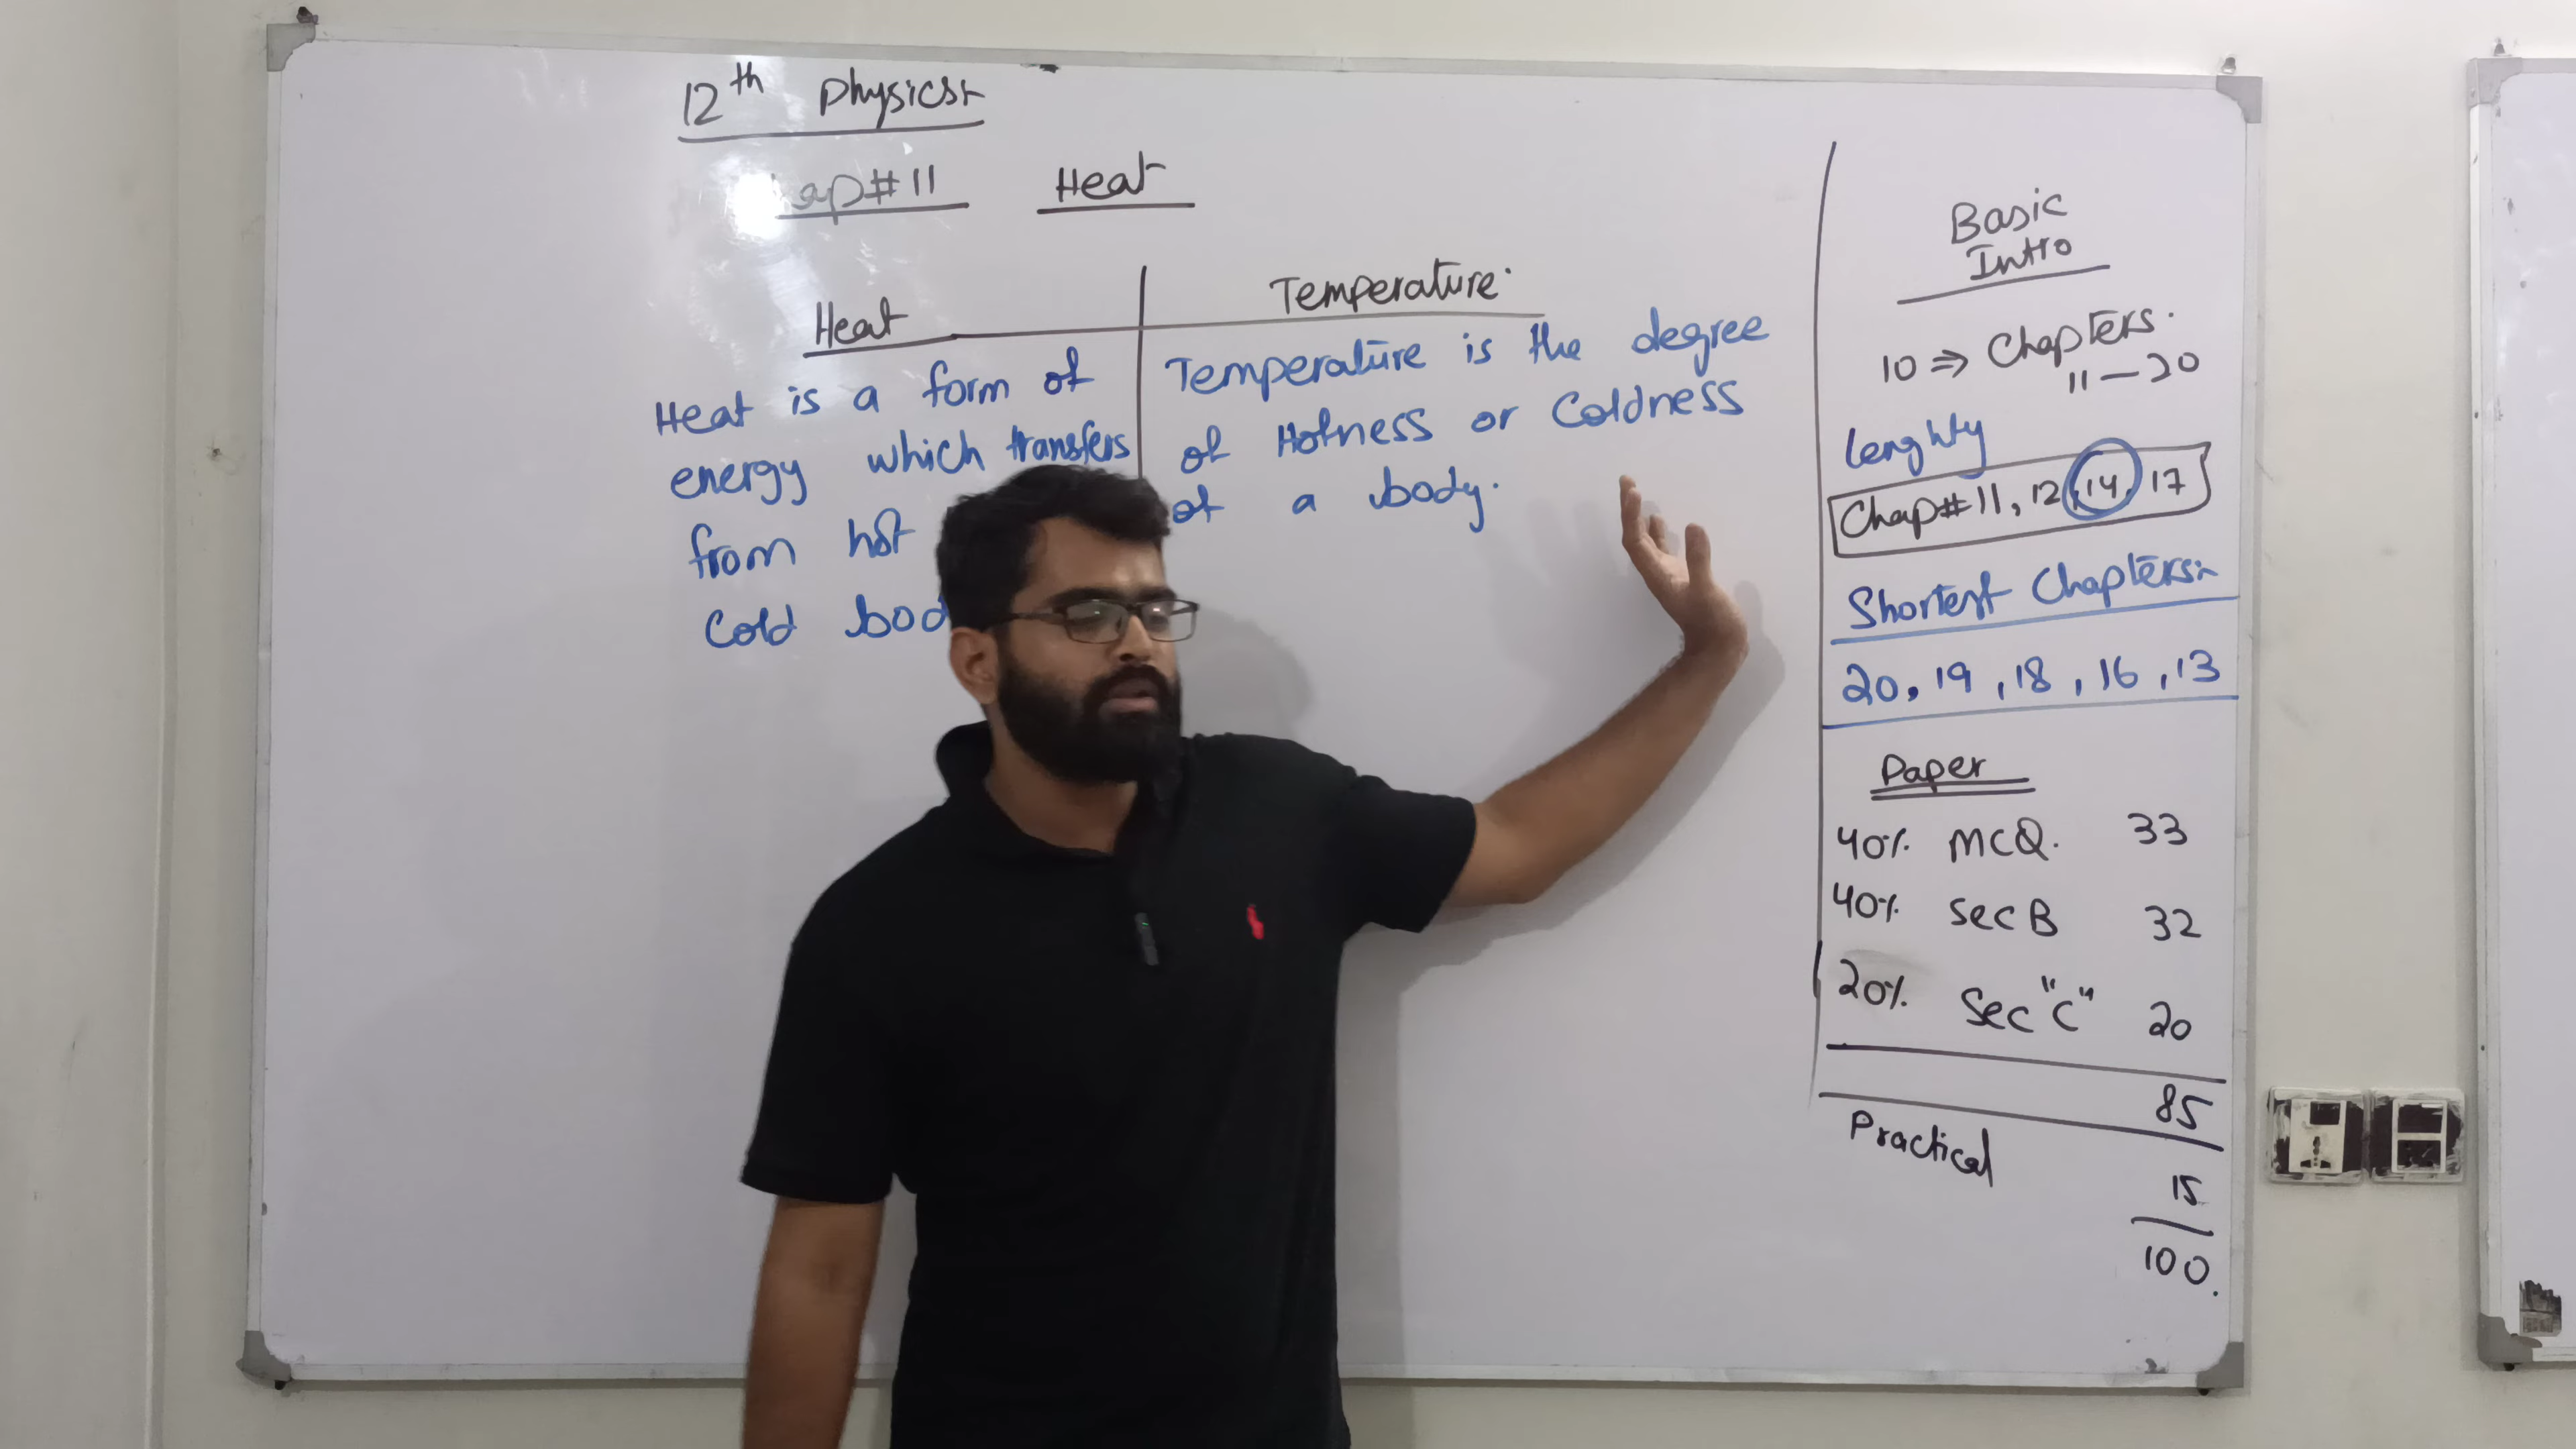 12th Physics:-
ap#11 Heat
Heat
Heat is a form of
energy which transfers
from hot
cold bod
Temperature.
Temperature is the degree
of Hotness or Coldness
of a body.
Basic
Intro
10 ⇒ Chapters.
11 – 20
lenghty
Chap# 11, 12, 14, 17
Shortest Chapters:-
20, 19, 18, 16, 13
Paper
40% MCQ. 33
40% sec B 32
20% Sec "C" 20
85
Practical
15
100